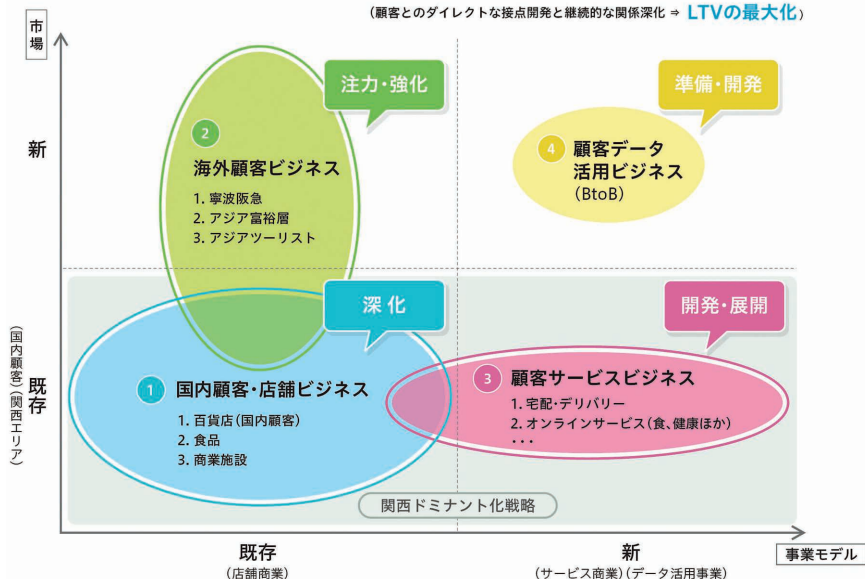 (顧客とのダイレクトな接点開発と継続的な関係深化 ⇒ LTVの最大化)
市場
注力・強化
準備・開発
新
2
海外顧客ビジネス
1. 寧波阪急
2. アジア富裕層
3. アジアツーリスト
4
顧客データ
活用ビジネス
(BtoB)
深化
開発・展開
既存
(国内顧客)(関西エリア)
1
国内顧客・店舗ビジネス
1. 百貨店(国内顧客)
2. 食品
3. 商業施設
3
顧客サービスビジネス
1. 宅配・デリバリー
2. オンラインサービス(食、健康ほか)
・・・
関西ドミナント化戦略
既存
(店舗商業)
新
(サービス商業)(データ活用事業)
事業モデル